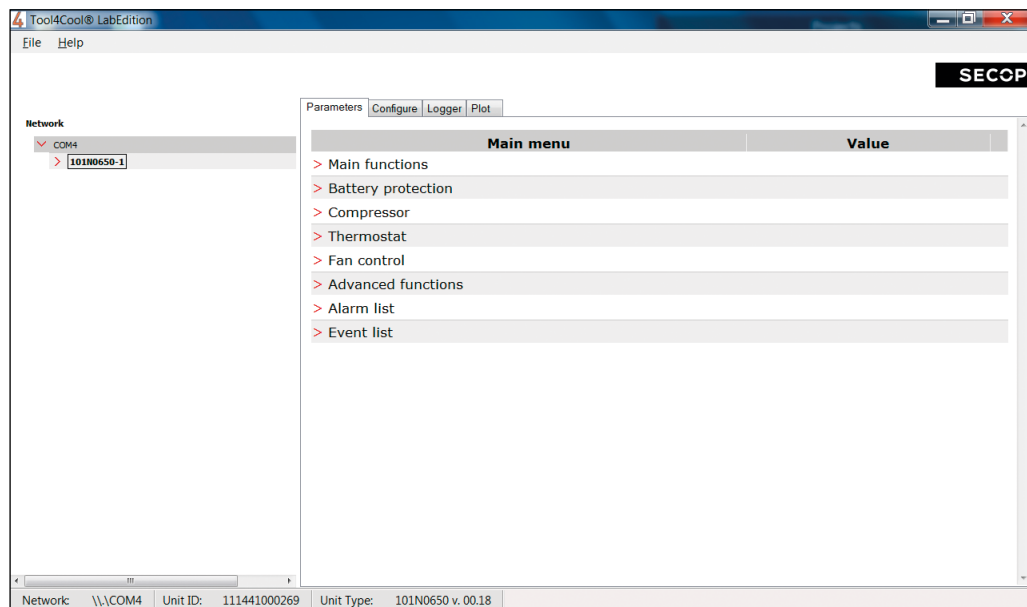 Tool4Cool® LabEdition
File Help
SECOP
Parameters Configure Logger Plot
Network
COM4
101N0650-1
Main menu Value
> Main functions
> Battery protection
> Compressor
> Thermostat
> Fan control
> Advanced functions
> Alarm list
> Event list
Network: \\.\COM4 Unit ID: 111441000269 Unit Type: 101N0650 v. 00.18